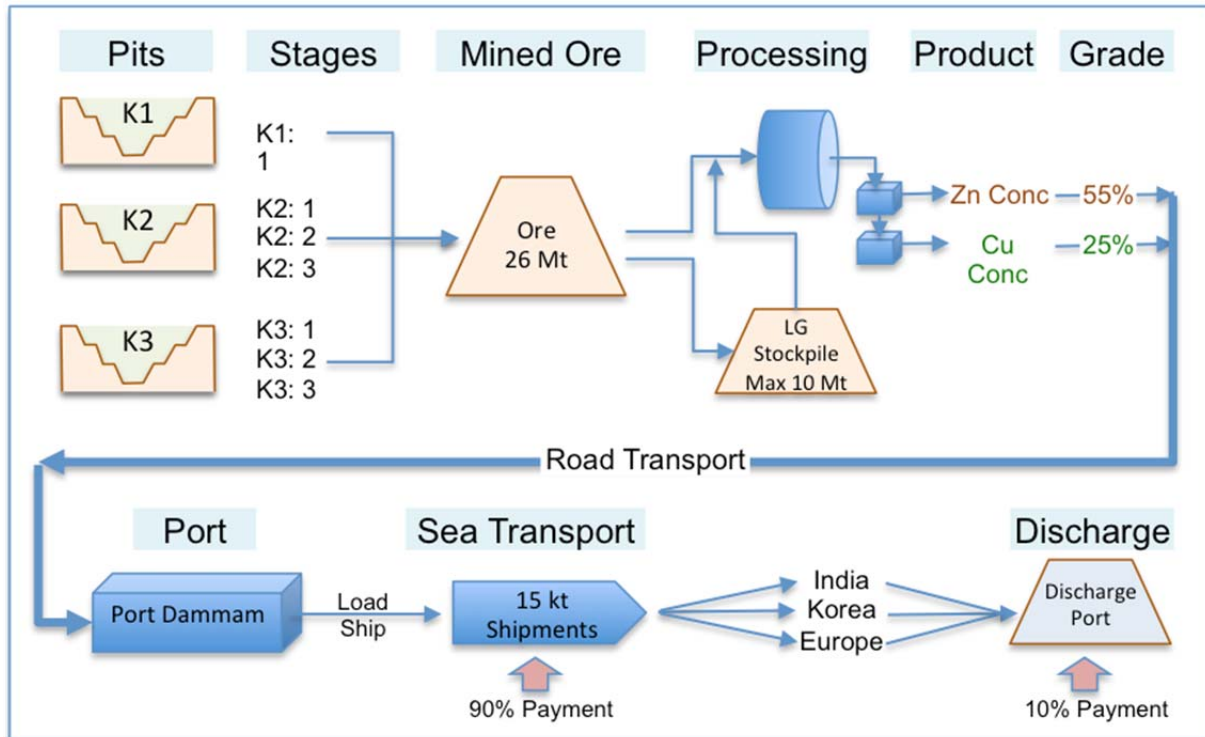 Pits
Stages
Mined Ore
Processing
Product
Grade
K1
K2
K3
K1:
1
K2: 1
K2: 2
K2: 3
K3: 1
K3: 2
K3: 3
Ore
26 Mt
LG
Stockpile
Max 10 Mt
Zn Conc
55%
Cu
Conc
25%
Road Transport
Port
Sea Transport
Discharge
Port Dammam
Load
Ship
15 kt
Shipments
India
Korea
Europe
Discharge
Port
90% Payment
10% Payment